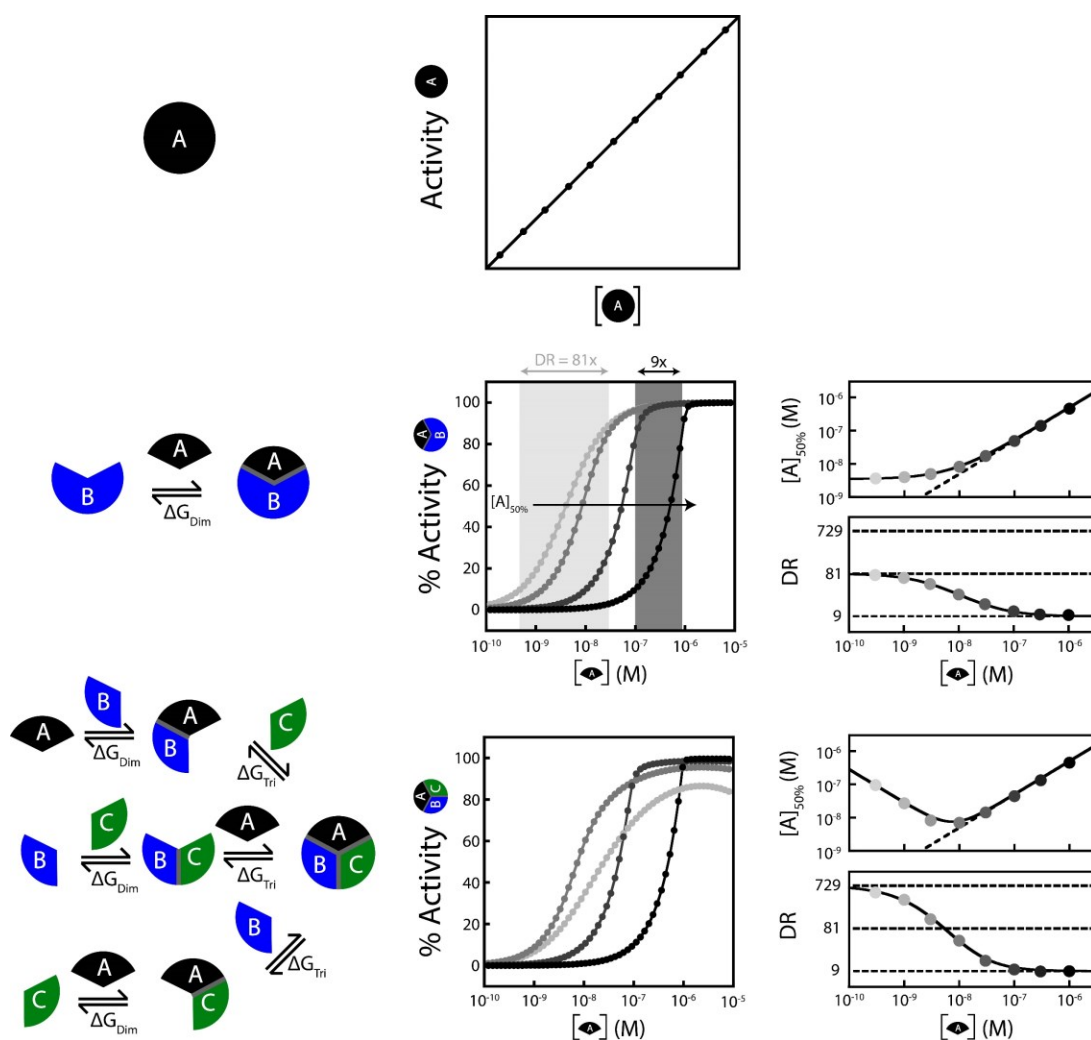 A
Activity A
[A]
A
B
ΔG_Dim
A
B
DR = 81x
9x
100
80
60
40
20
0
% Activity A B
[A]50%
10^-10
10^-9
10^-8
10^-7
10^-6
10^-5
[A] (M)
[A]50% (M)
10^-6
10^-7
10^-8
10^-9
DR
729
81
9
10^-10
10^-9
10^-8
10^-7
10^-6
[A] (M)
A
B
ΔG_Dim
A
B
C
ΔG_Tri
B
C
ΔG_Dim
B C
A
ΔG_Tri
A
B C
B
ΔG_Tri
C
A
ΔG_Dim
A
C
100
80
60
40
20
0
% Activity A B C
10^-10
10^-9
10^-8
10^-7
10^-6
10^-5
[A] (M)
[A]50% (M)
10^-6
10^-7
10^-8
10^-9
DR
729
81
9
10^-10
10^-9
10^-8
10^-7
10^-6
[A] (M)